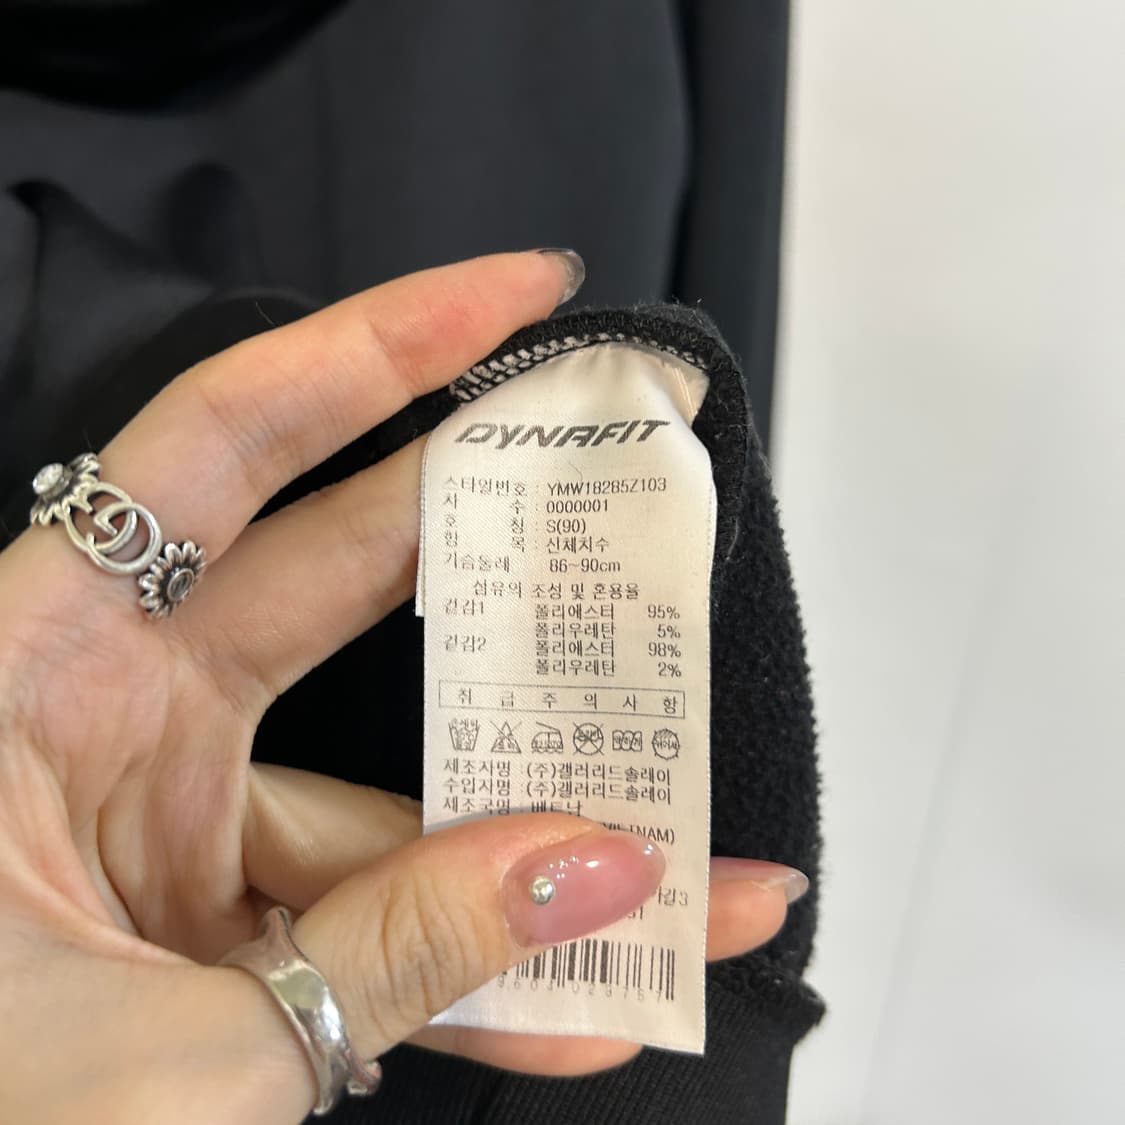 DYNAFIT
스타일번호 : YMW18285Z103
차 수 : 0000001
호 칭 : S(90)
항 목 : 신체치수
가슴둘레 86~90cm
섬유의 조성 및 혼용율
겉감1 폴리에스터 95%
폴리우레탄 5%
겉감2 폴리에스터 98%
폴리우레탄 2%
취 급 주 의 사 항
제조자명 : (주)갤러리드솔레이
수입자명 : (주)갤러리드솔레이
제조국명 : 베트남